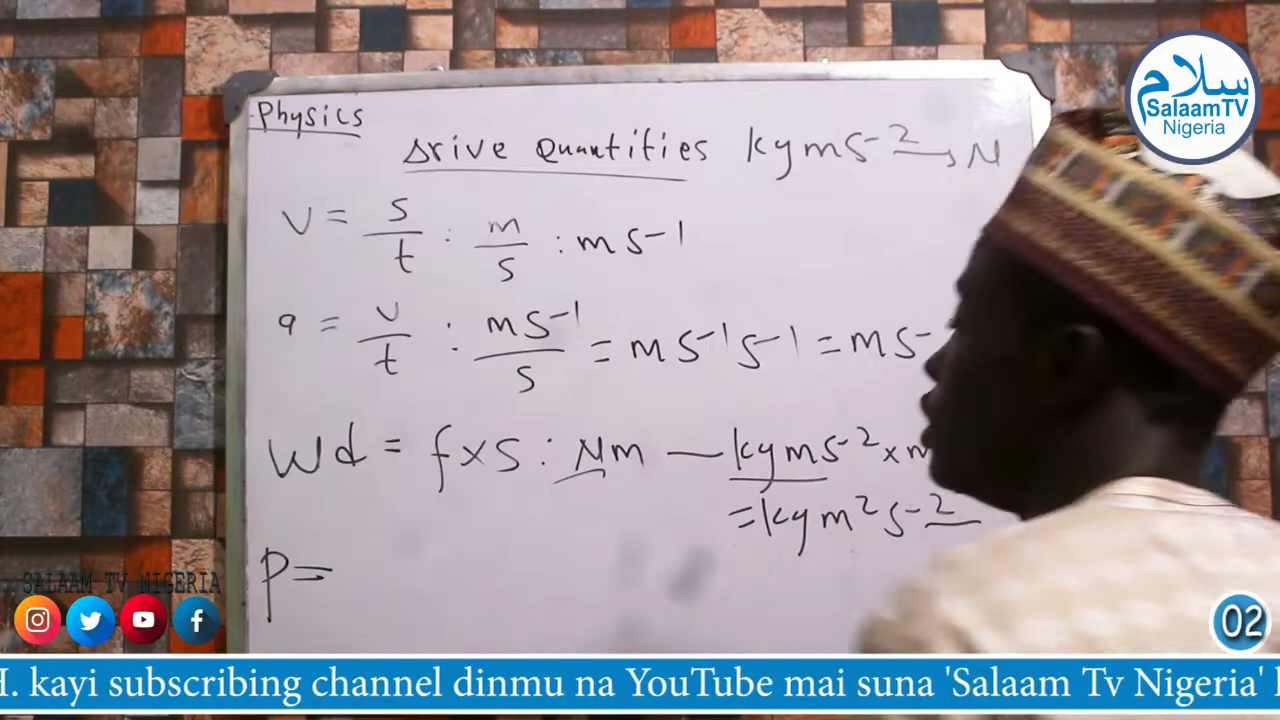 Physics
Drive Quantities kgms-2 → N
v = s/t : m/s : ms-1
a = v/t : ms-1/s = ms-1s-1 = ms-
Wd = f×s : Nm — kgms-2 × m
= kgm2s-2
P =
سلام
SalaamTV
Nigeria
SALAAM TV NIGERIA
02
H. kayi subscribing channel dinmu na YouTube mai suna 'Salaam Tv Nigeria'